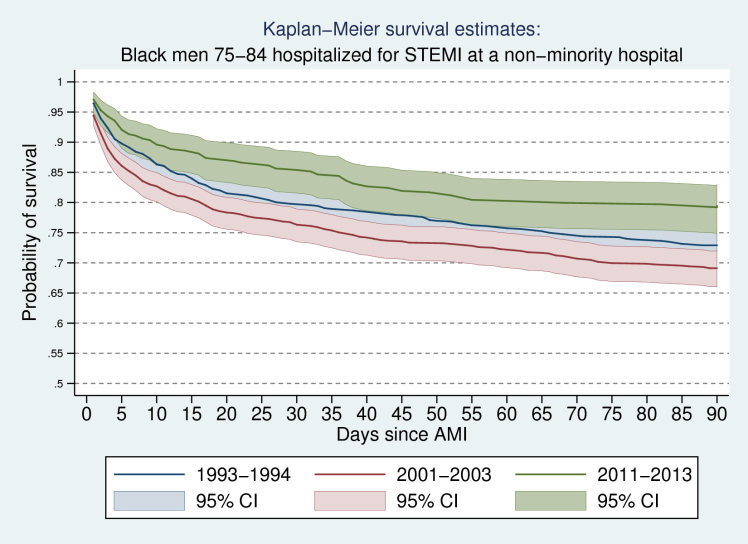 Kaplan−Meier survival estimates:
Black men 75−84 hospitalized for STEMI at a non−minority hospital
Probability of survival
1
.95
.9
.85
.8
.75
.7
.65
.6
.55
.5
0 5 10 15 20 25 30 35 40 45 50 55 60 65 70 75 80 85 90
Days since AMI
1993−1994 2001−2003 2011−2013
95% CI 95% CI 95% CI